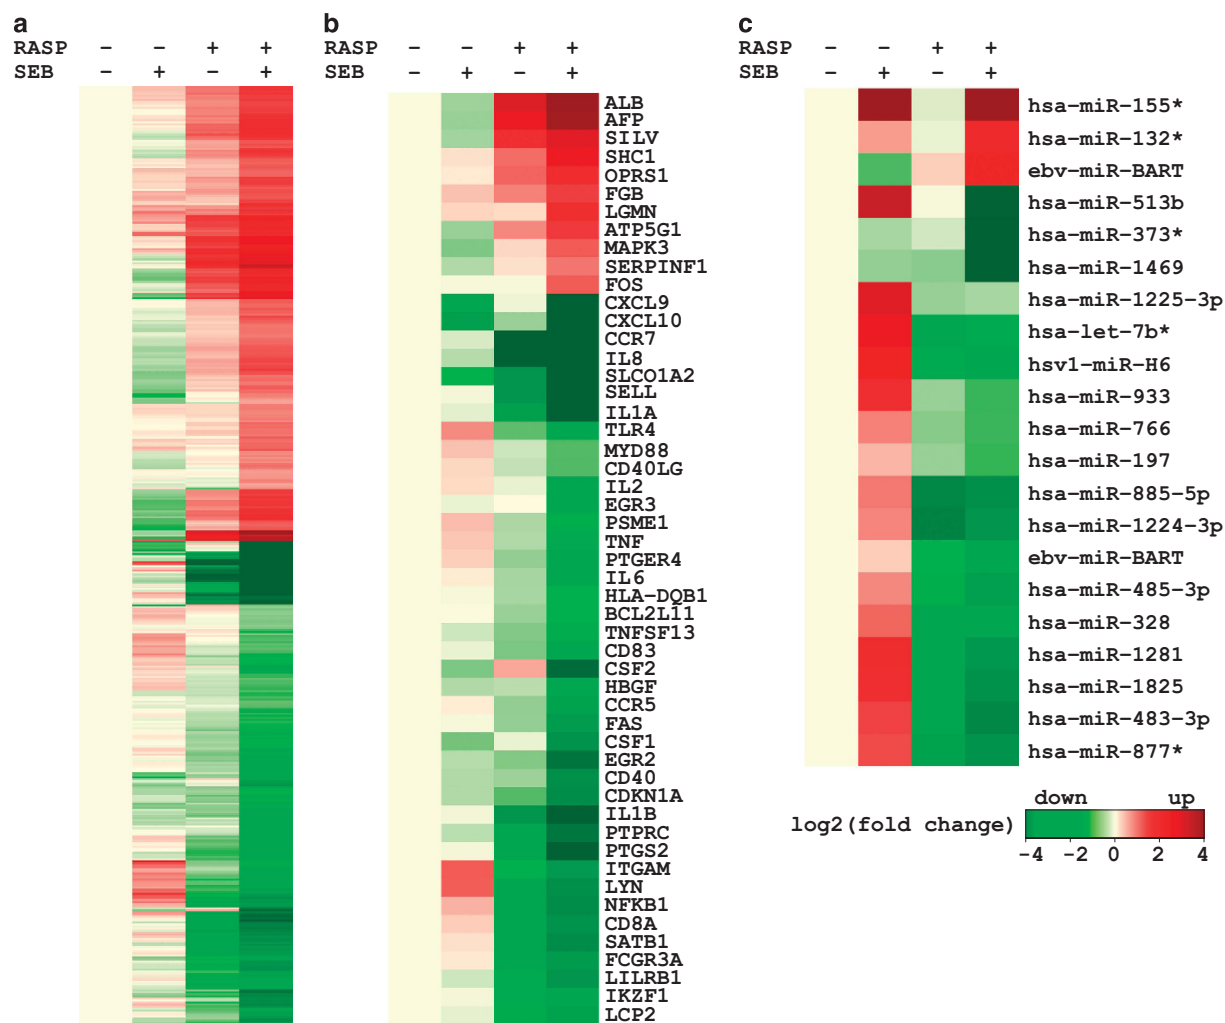 a
RASP − − + +
SEB − + − +
b
RASP − − + +
SEB − + − +
ALB
AFP
SILV
SHC1
OPRS1
FGB
LGMN
ATP5G1
MAPK3
SERPINF1
FOS
CXCL9
CXCL10
CCR7
IL8
SLCO1A2
SELL
IL1A
TLR4
MYD88
CD40LG
IL2
EGR3
PSME1
TNF
PTGER4
IL6
HLA−DQB1
BCL2L11
TNFSF13
CD83
CSF2
HBGF
CCR5
FAS
CSF1
EGR2
CD40
CDKN1A
IL1B
PTPRC
PTGS2
ITGAM
LYN
NFKB1
CD8A
SATB1
FCGR3A
LILRB1
IKZF1
LCP2
c
RASP − − + +
SEB − + − +
hsa−miR−155*
hsa−miR−132*
ebv−miR−BART
hsa−miR−513b
hsa−miR−373*
hsa−miR−1469
hsa−miR−1225−3p
hsa−let−7b*
hsv1−miR−H6
hsa−miR−933
hsa−miR−766
hsa−miR−197
hsa−miR−885−5p
hsa−miR−1224−3p
ebv−miR−BART
hsa−miR−485−3p
hsa−miR−328
hsa−miR−1281
hsa−miR−1825
hsa−miR−483−3p
hsa−miR−877*
down up
log2(fold change)
−4 −2 0 2 4